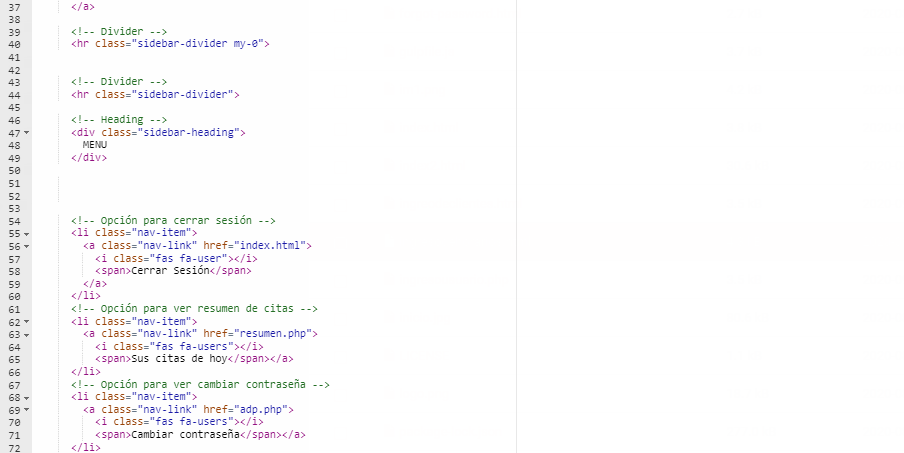 37 </a>
38
39 <!-- Divider -->
40 <hr class="sidebar-divider my-0">
41
42
43 <!-- Divider -->
44 <hr class="sidebar-divider">
45
46 <!-- Heading -->
47 <div class="sidebar-heading">
48 MENU
49 </div>
50
51
52
53
54 <!-- Opción para cerrar sesión -->
55 <li class="nav-item">
56 <a class="nav-link" href="index.html">
57 <i class="fas fa-user"></i>
58 <span>Cerrar Sesión</span>
59 </a>
60 </li>
61 <!-- Opción para ver resumen de citas -->
62 <li class="nav-item">
63 <a class="nav-link" href="resumen.php">
64 <i class="fas fa-users"></i>
65 <span>Sus citas de hoy</span></a>
66 </li>
67 <!-- Opción para ver cambiar contraseña -->
68 <li class="nav-item">
69 <a class="nav-link" href="adp.php">
70 <i class="fas fa-users"></i>
71 <span>Cambiar contraseña</span></a>
72 </li>